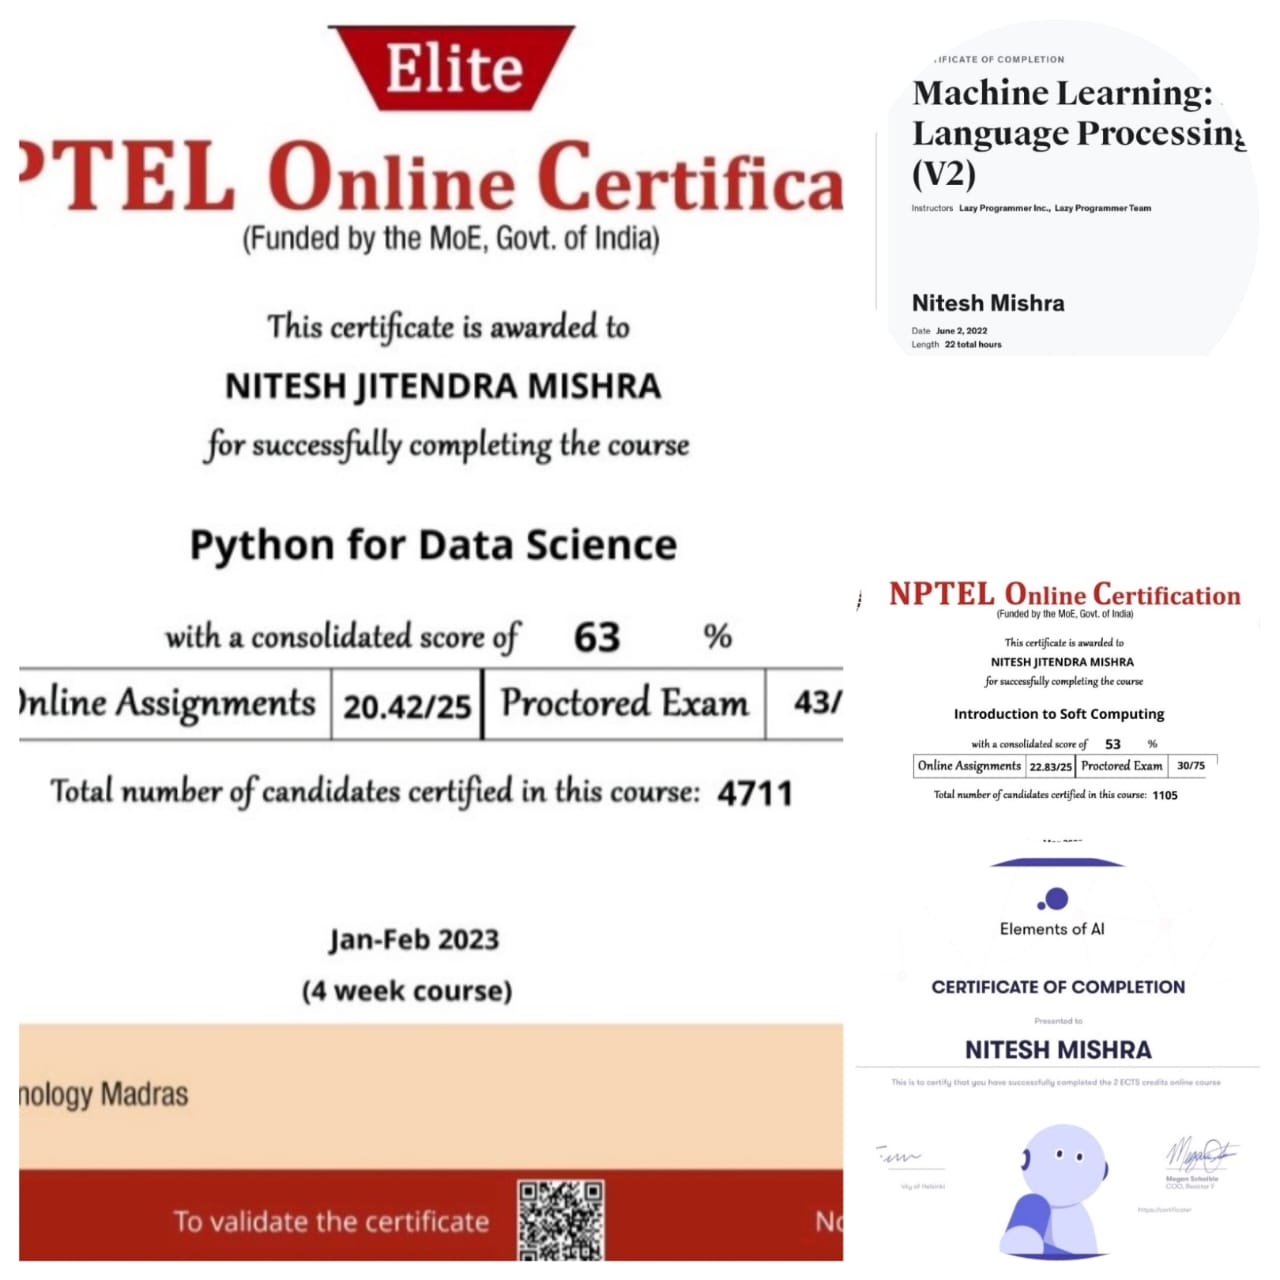 Elite
PTEL Online Certifica
(Funded by the MoE, Govt. of India)
This certificate is awarded to
NITESH JITENDRA MISHRA
for successfully completing the course
Python for Data Science
with a consolidated score of 63 %
Online Assignments 20.42/25 Proctored Exam 43/
Total number of candidates certified in this course: 4711
Jan-Feb 2023
(4 week course)
nology Madras
To validate the certificate
No
IFICATE OF COMPLETION
Machine Learning:
Language Processing
(V2)
Instructors Lazy Programmer Inc., Lazy Programmer Team
Nitesh Mishra
Date June 2, 2022
Length 22 total hours
NPTEL Online Certification
(Funded by the MoE, Govt. of India)
This certificate is awarded to
NITESH JITENDRA MISHRA
for successfully completing the course
Introduction to Soft Computing
with a consolidated score of 53 %
Online Assignments 22.83/25 Proctored Exam 30/75
Total number of candidates certified in this course: 1105
Elements of AI
CERTIFICATE OF COMPLETION
Presented to
NITESH MISHRA
This is to certify that you have successfully completed the 2 ECTS credits online course
sity of Helsinki
Megan Schaible
COO, Reaktor
https://certificates